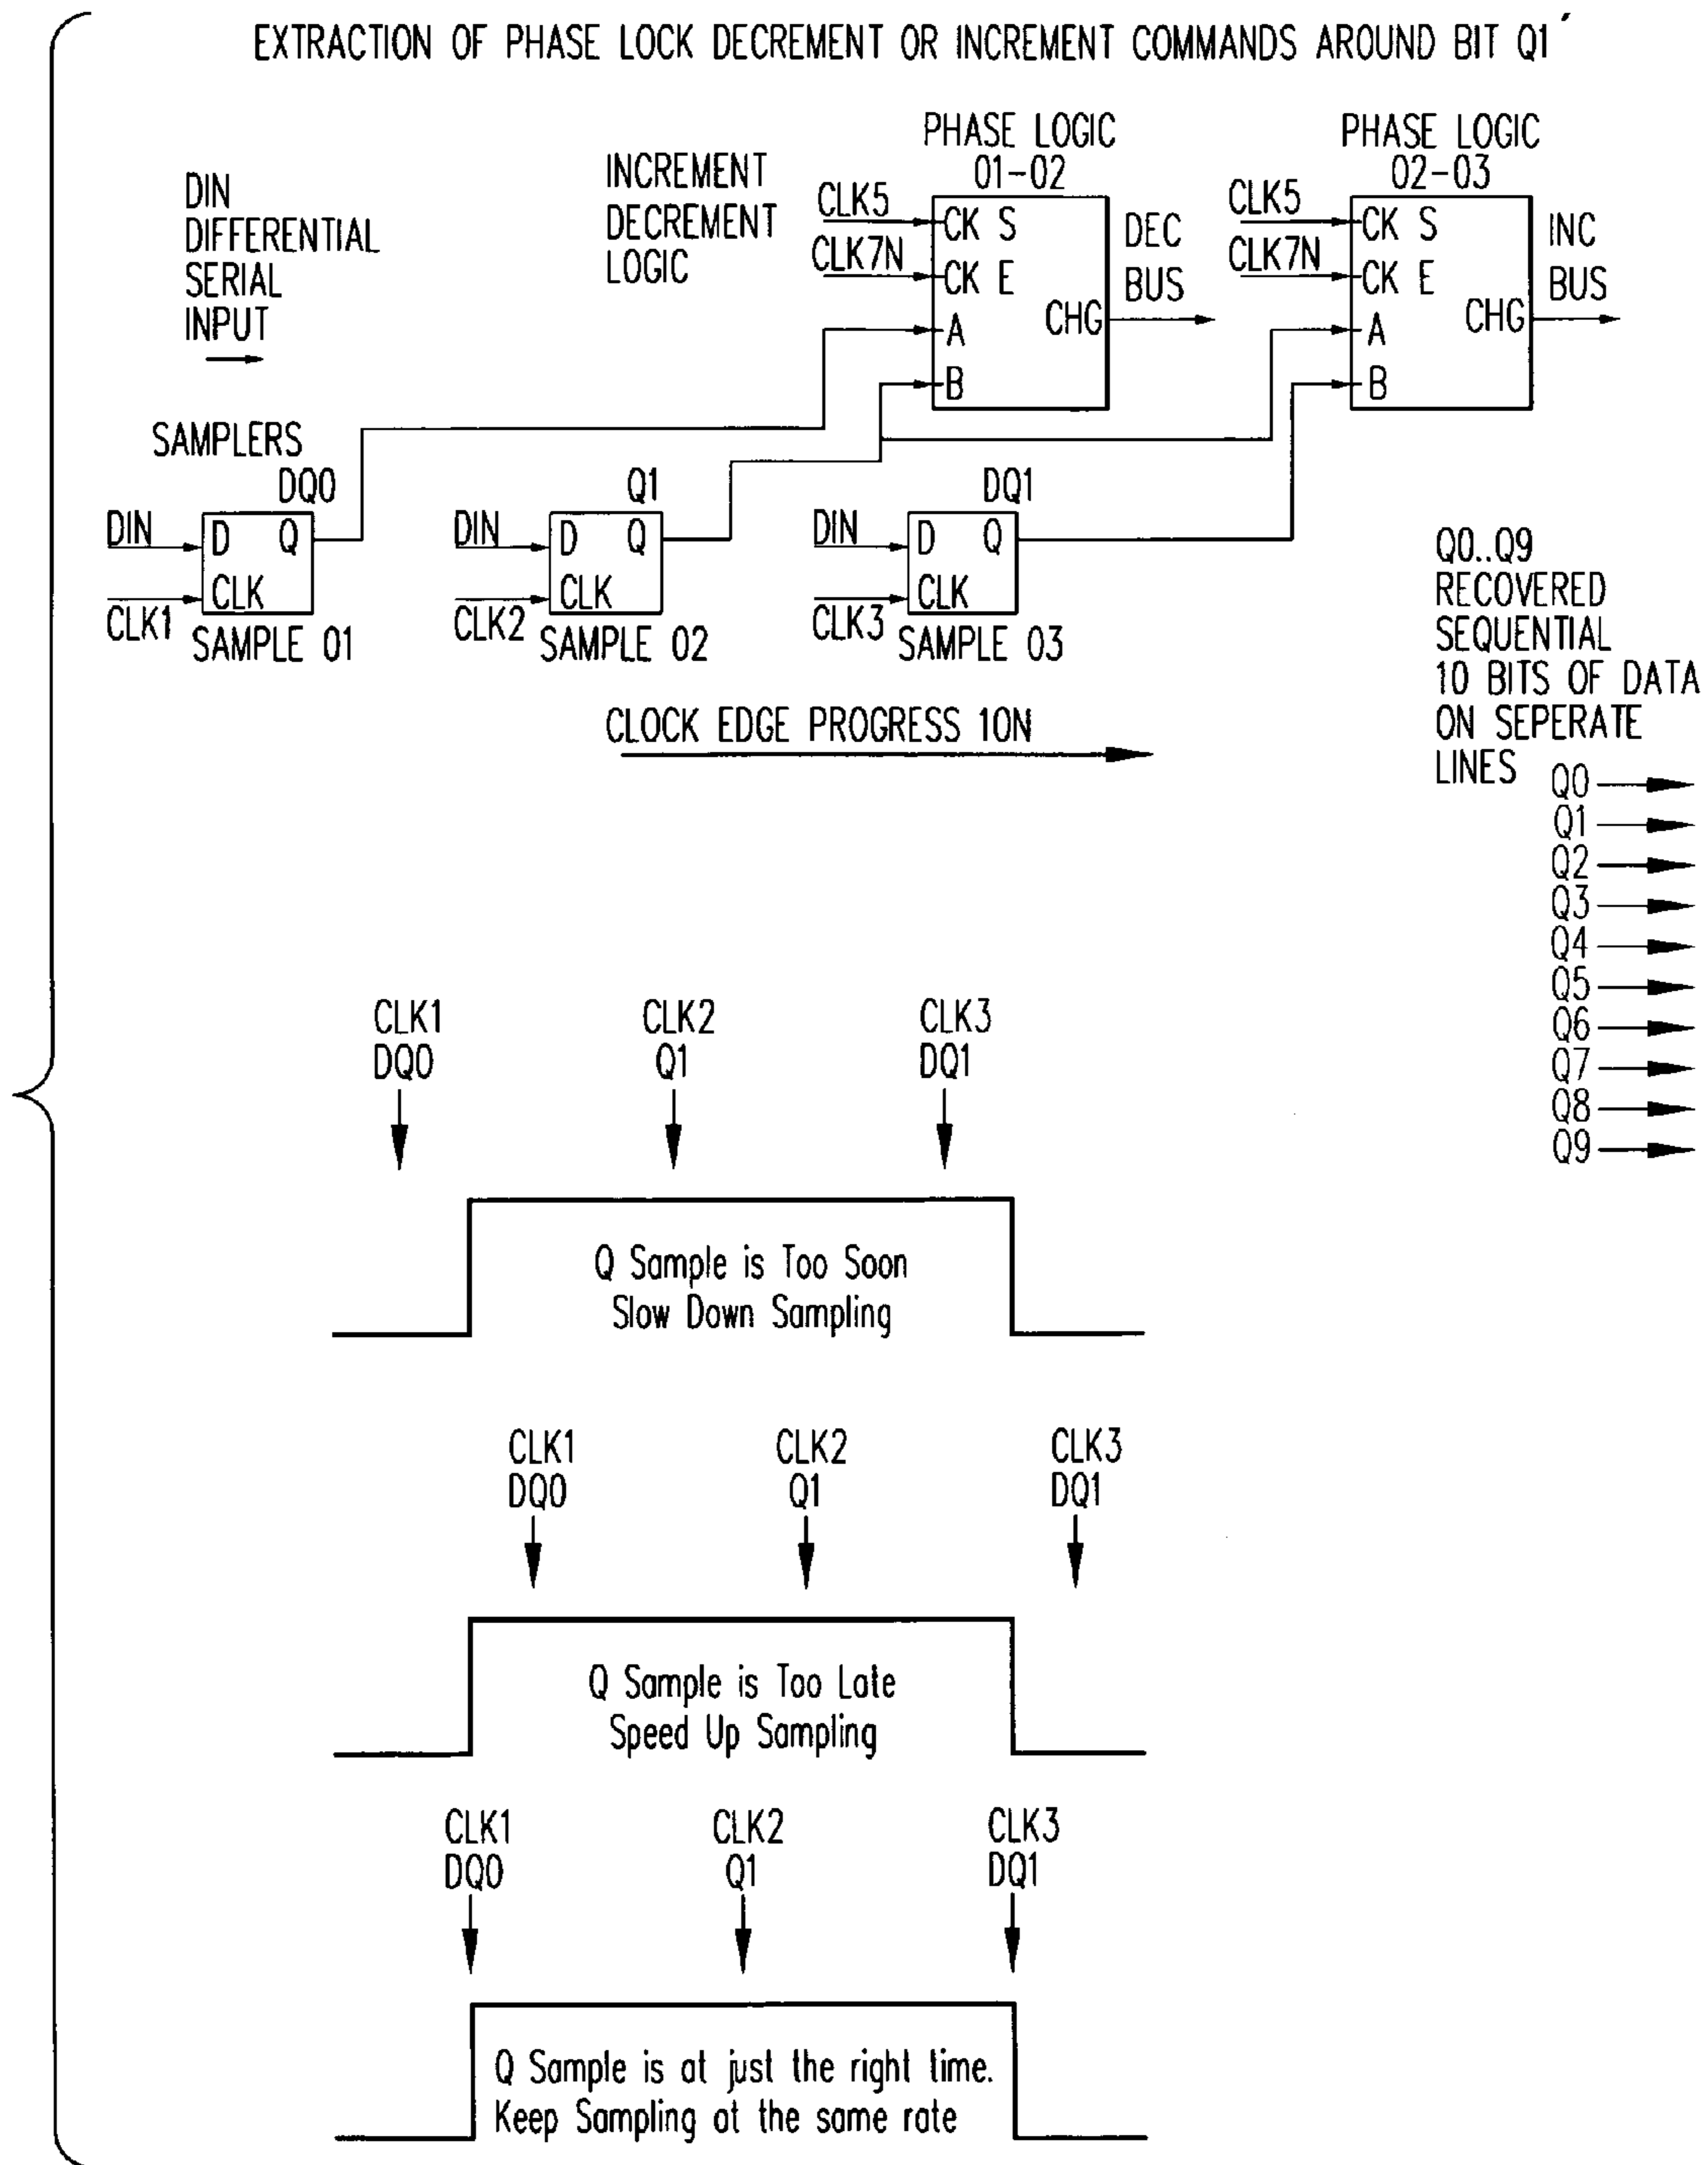 EXTRACTION OF PHASE LOCK DECREMENT OR INCREMENT COMMANDS AROUND BIT Q1´
DIN
DIFFERENTIAL
SERIAL
INPUT
INCREMENT
DECREMENT
LOGIC
PHASE LOGIC
01-02
CLK5
CLK7N
CK S
CK E
A
B
CHG
DEC
BUS
PHASE LOGIC
02-03
CLK5
CLK7N
CK S
CK E
A
B
CHG
INC
BUS
SAMPLERS
DQ0
DIN
D Q
CLK
CLK1
SAMPLE 01
Q1
DIN
D Q
CLK
CLK2
SAMPLE 02
DQ1
DIN
D Q
CLK
CLK3
SAMPLE 03
CLOCK EDGE PROGRESS 10N
Q0..Q9
RECOVERED
SEQUENTIAL
10 BITS OF DATA
ON SEPERATE
LINES
Q0
Q1
Q2
Q3
Q4
Q5
Q6
Q7
Q8
Q9
CLK1 CLK2 CLK3
DQ0 Q1 DQ1
Q Sample is Too Soon
Slow Down Sampling
CLK1 CLK2 CLK3
DQ0 Q1 DQ1
Q Sample is Too Late
Speed Up Sampling
CLK1 CLK2 CLK3
DQ0 Q1 DQ1
Q Sample is at just the right time.
Keep Sampling at the same rate